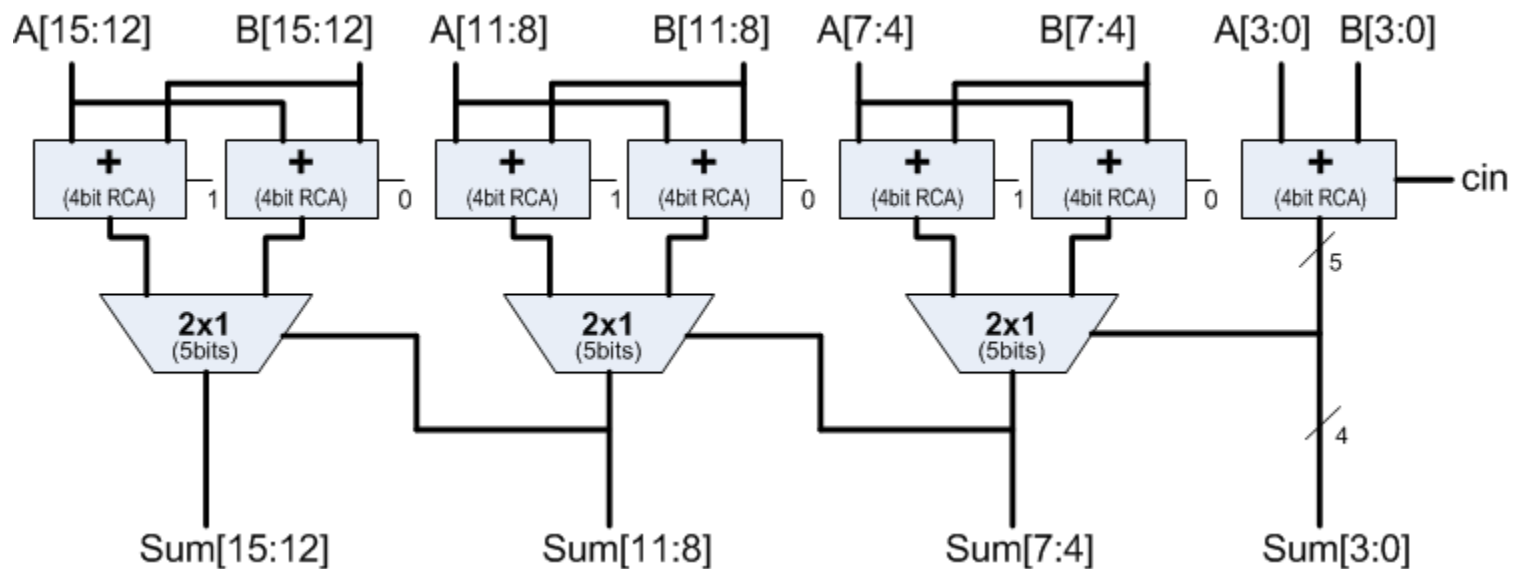 A[15:12] B[15:12] A[11:8] B[11:8] A[7:4] B[7:4] A[3:0] B[3:0]
+ + + + + + +
(4bit RCA) 1 (4bit RCA) 0 (4bit RCA) 1 (4bit RCA) 0 (4bit RCA) 1 (4bit RCA) 0 (4bit RCA) cin
5
2x1 2x1 2x1
(5bits) (5bits) (5bits)
4
Sum[15:12] Sum[11:8] Sum[7:4] Sum[3:0]